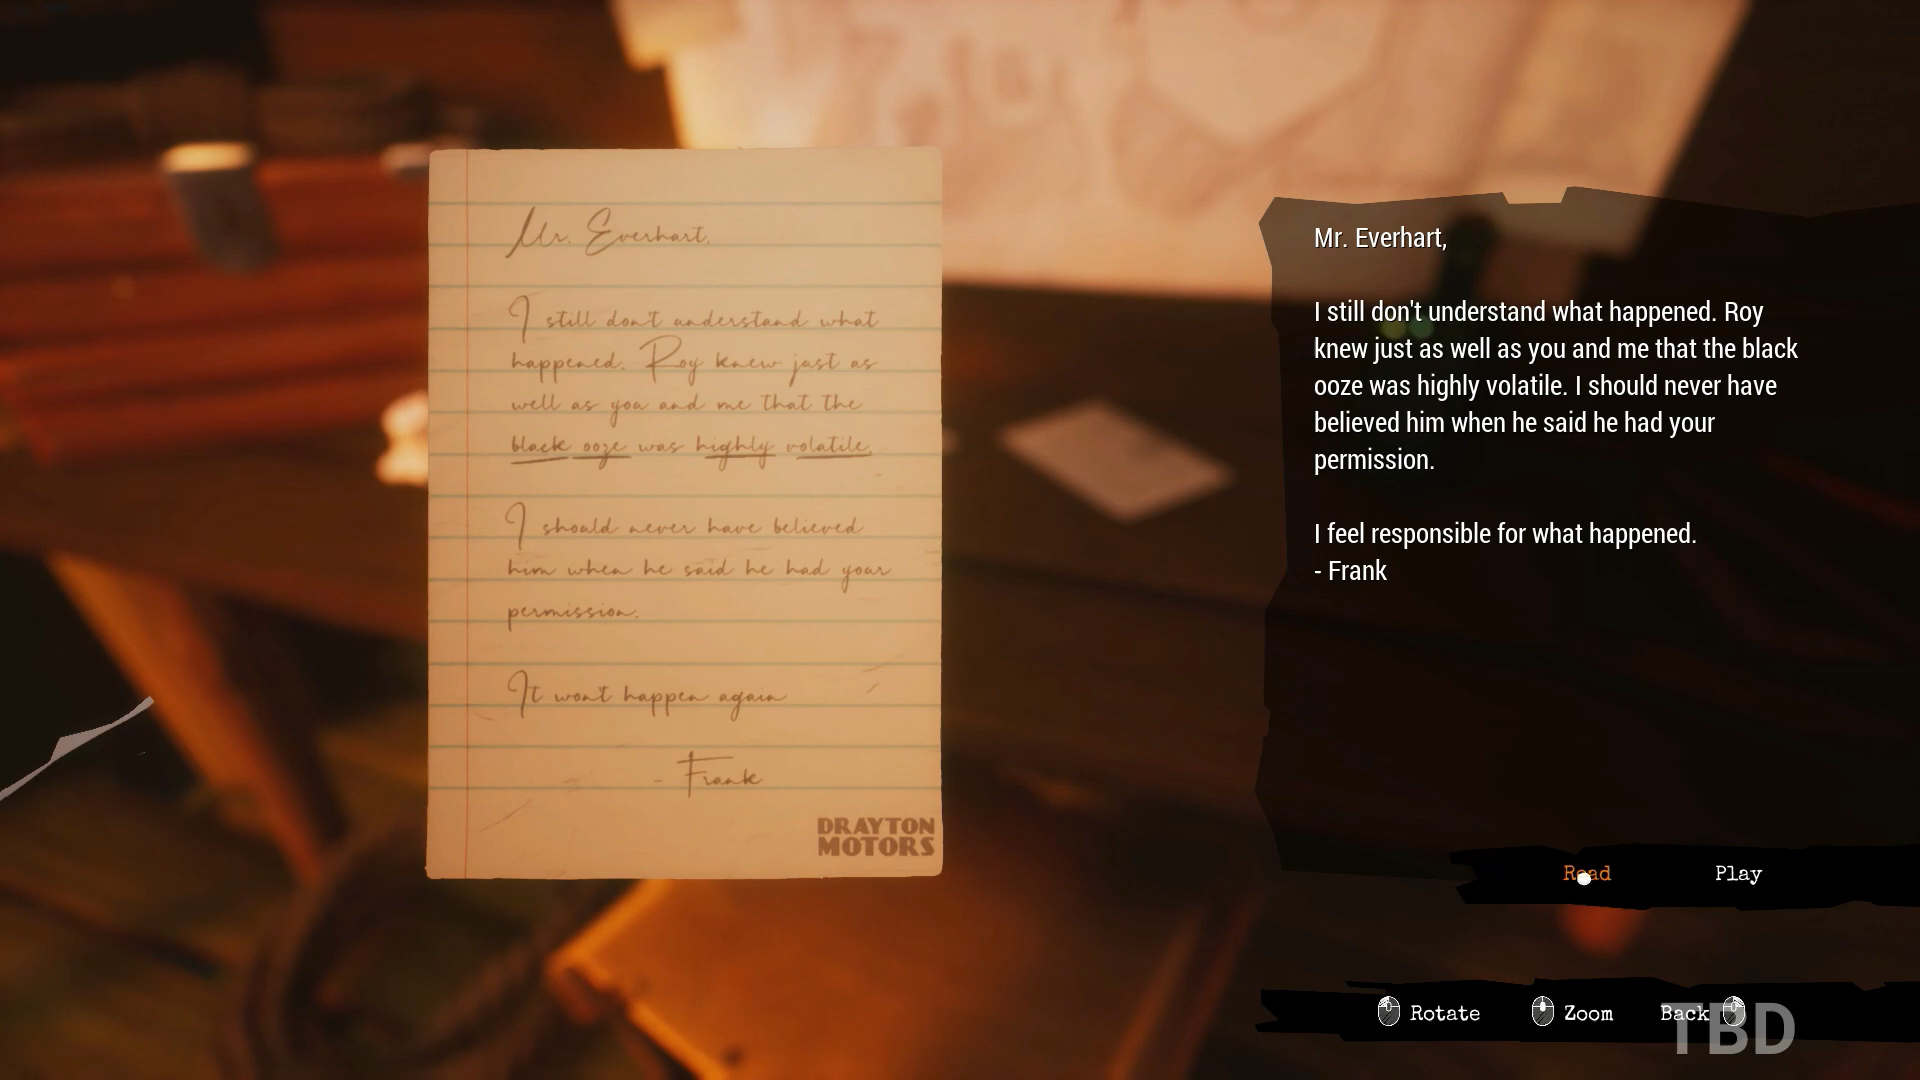 Mr. Everhart,
I still don't understand what
happened. Roy knew just as
well as you and me that the
black ooze was highly volatile.
I should never have believed
him when he said he had your
permission.
It won't happen again
- Frank
DRAYTON
MOTORS
Mr. Everhart,
I still don't understand what happened. Roy
knew just as well as you and me that the black
ooze was highly volatile. I should never have
believed him when he said he had your
permission.
I feel responsible for what happened.
- Frank
Read
Play
Rotate
Zoom
Back
TBD